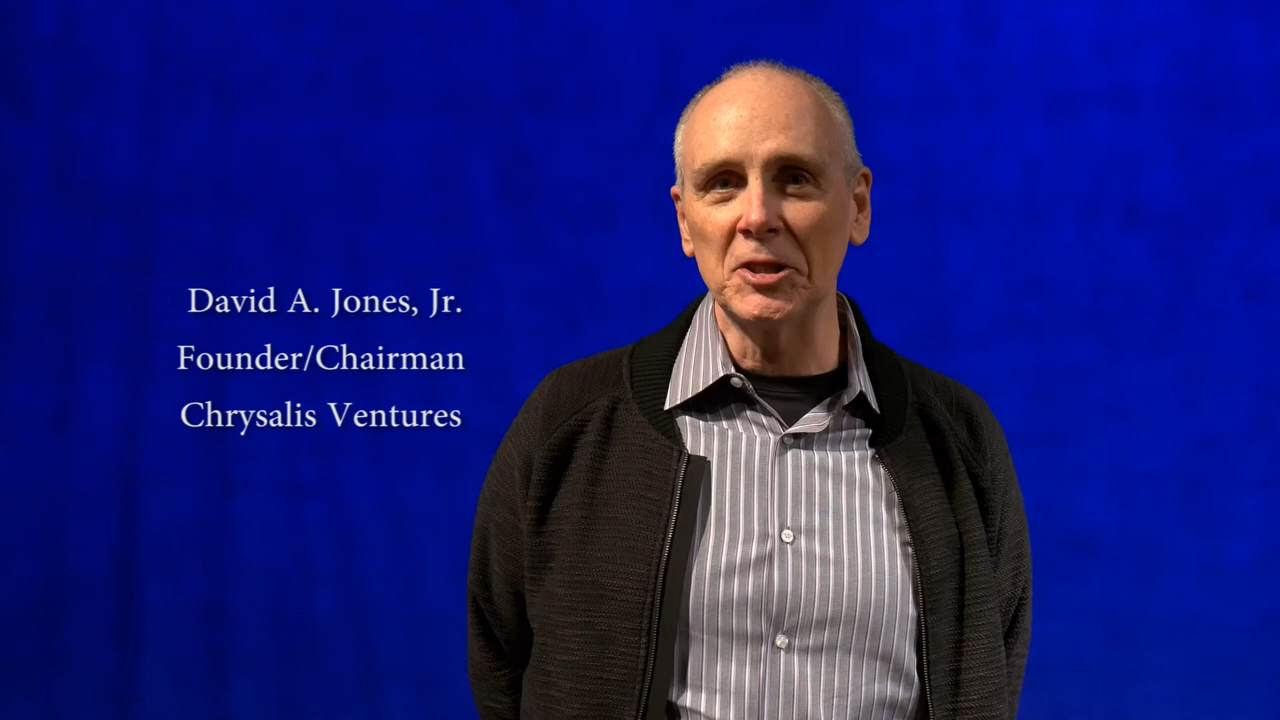 David A. Jones, Jr.
Founder/Chairman
Chrysalis Ventures